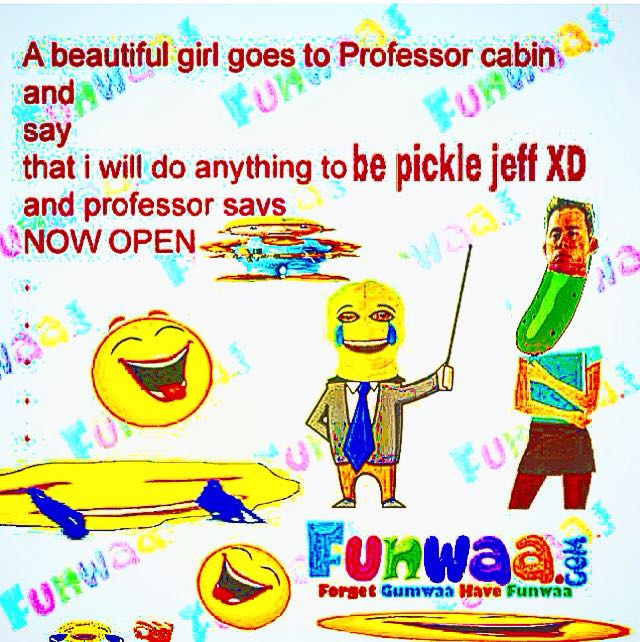 A beautiful girl goes to Professor cabin
and
say
that i will do anything to be pickle jeff XD
and professor savs
NOW OPEN
Funwaa.com
Forget Gumwaa Have Funwaa